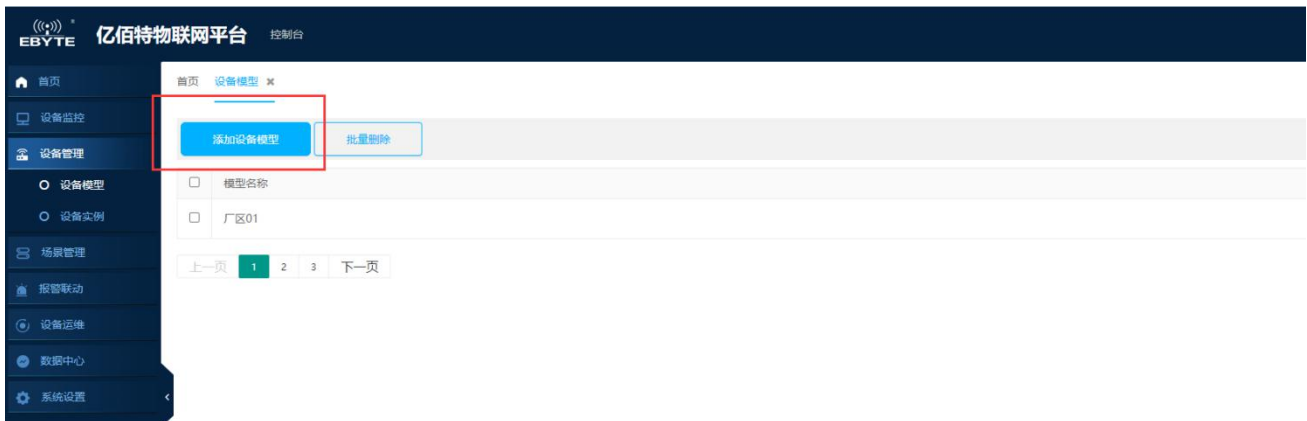 EBYTE 亿佰特物联网平台 控制台
首页
设备监控
设备管理
设备模型
设备实例
场景管理
报警联动
设备运维
数据中心
系统设置
首页 设备模型
添加设备模型 批量删除
模型名称
厂区01
上一页 1 2 3 下一页